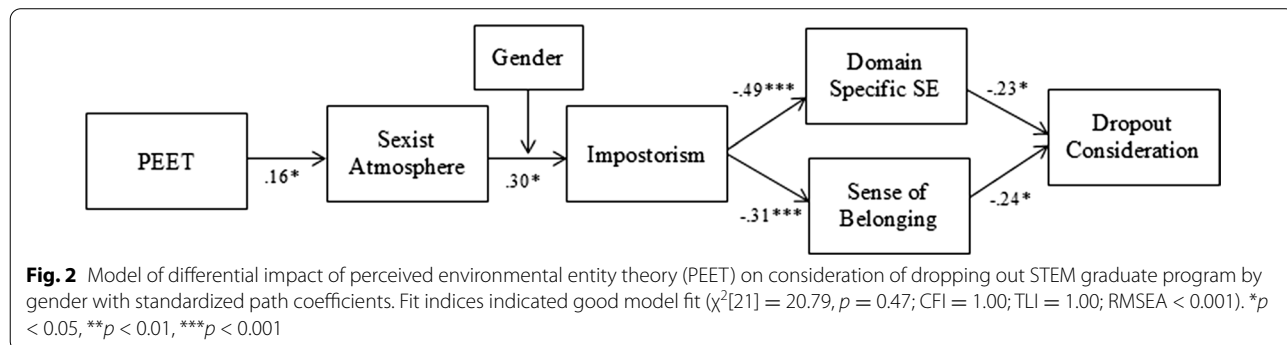 Gender
Domain
Specific SE
-.49***
-.23*
Sexist
Atmosphere
Dropout
Consideration
PEET
Impostorism
.16*
.30*
Sense of
Belonging
-.31***
-.24*
Fig. 2 Model of differential impact of perceived environmental entity theory (PEET) on consideration of dropping out STEM graduate program by
gender with standardized path coefficients. Fit indices indicated good model fit (χ²[21] = 20.79, p = 0.47; CFI = 1.00; TLI = 1.00; RMSEA < 0.001). *p
< 0.05, **p < 0.01, ***p < 0.001